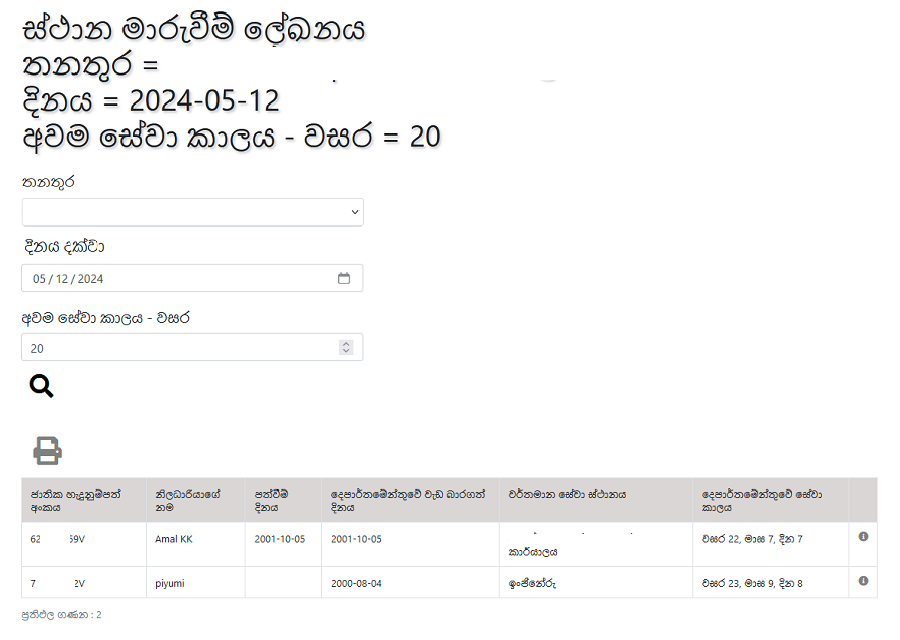 ස්ථාන මාරුවීම් ලේඛනය
තනතුර =
දිනය = 2024-05-12
අවම සේවා කාලය - වසර = 20
තනතුර
දිනය දක්වා
05 / 12 / 2024
අවම සේවා කාලය - වසර
20
ජාතික හැඳුනුම්පත් අංකය නිලධාරියාගේ නම පත්වීම් දිනය දෙපාර්තමේන්තුවේ වැඩ බාරගත් දිනය වර්තමාන සේවා ස්ථානය දෙපාර්තමේන්තුවේ සේවා කාලය
62 69V Amal KK 2001-10-05 2001-10-05 කාර්යාලය වසර 22, මාස 7, දින 7
7 2V piyumi 2000-08-04 ඉංජිනේරු වසර 23, මාස 9, දින 8
ප්‍රතිඵල ගණන : 2